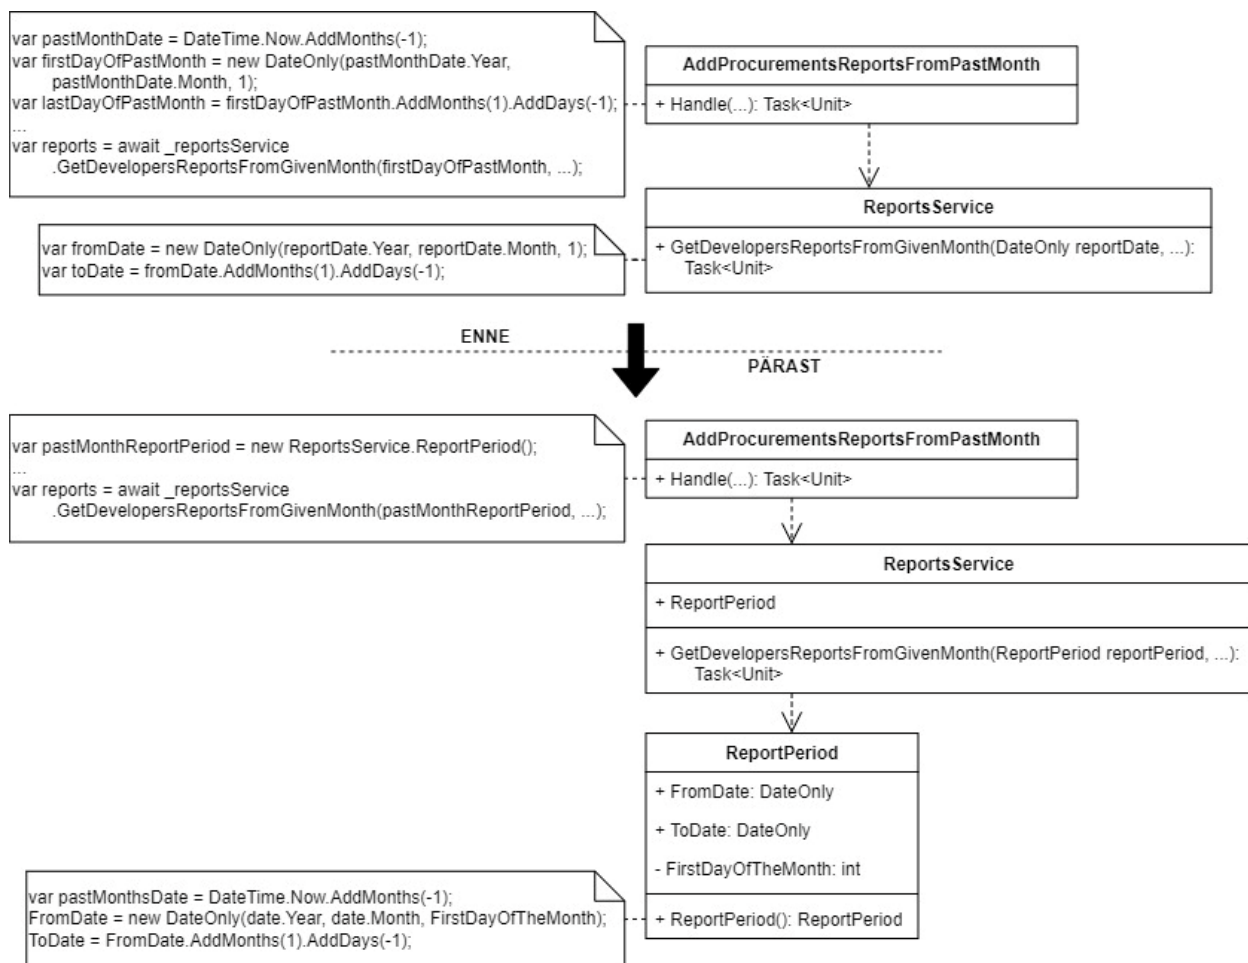 var pastMonthDate = DateTime.Now.AddMonths(-1);
var firstDayOfPastMonth = new DateOnly(pastMonthDate.Year,
pastMonthDate.Month, 1);
var lastDayOfPastMonth = firstDayOfPastMonth.AddMonths(1).AddDays(-1);
...
var reports = await _reportsService
.GetDevelopersReportsFromGivenMonth(firstDayOfPastMonth, ...);
AddProcurementsReportsFromPastMonth
+ Handle(...): Task<Unit>
ReportsService
+ GetDevelopersReportsFromGivenMonth(DateOnly reportDate, ...):
Task<Unit>
var fromDate = new DateOnly(reportDate.Year, reportDate.Month, 1);
var toDate = fromDate.AddMonths(1).AddDays(-1);
ENNE
PÄRAST
var pastMonthReportPeriod = new ReportsService.ReportPeriod();
...
var reports = await _reportsService
.GetDevelopersReportsFromGivenMonth(pastMonthReportPeriod, ...);
AddProcurementsReportsFromPastMonth
+ Handle(...): Task<Unit>
ReportsService
+ ReportPeriod
+ GetDevelopersReportsFromGivenMonth(ReportPeriod reportPeriod, ...):
Task<Unit>
ReportPeriod
+ FromDate: DateOnly
+ ToDate: DateOnly
- FirstDayOfTheMonth: int
+ ReportPeriod(): ReportPeriod
var pastMonthsDate = DateTime.Now.AddMonths(-1);
FromDate = new DateOnly(date.Year, date.Month, FirstDayOfTheMonth);
ToDate = FromDate.AddMonths(1).AddDays(-1);